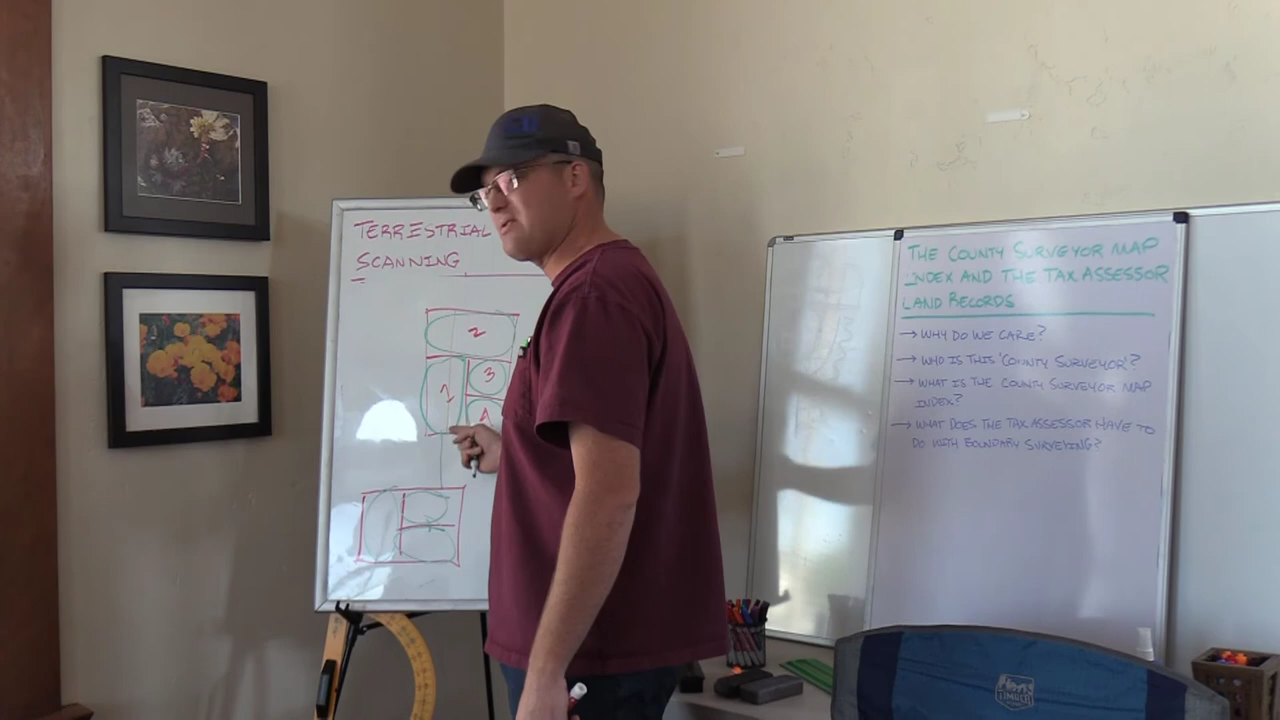 TERRESTRIAL
SCANNING
2
1
3
4
THE COUNTY SURVEYOR MAP
INDEX AND THE TAX ASSESSOR
LAND RECORDS
→ WHY DO WE CARE?
→ WHO IS THIS 'COUNTY SURVEYOR'?
→ WHAT IS THE COUNTY SURVEYOR MAP
INDEX?
→ WHAT DOES THE TAX ASSESSOR HAVE TO
DO WITH BOUNDARY SURVEYING?
TIMBER